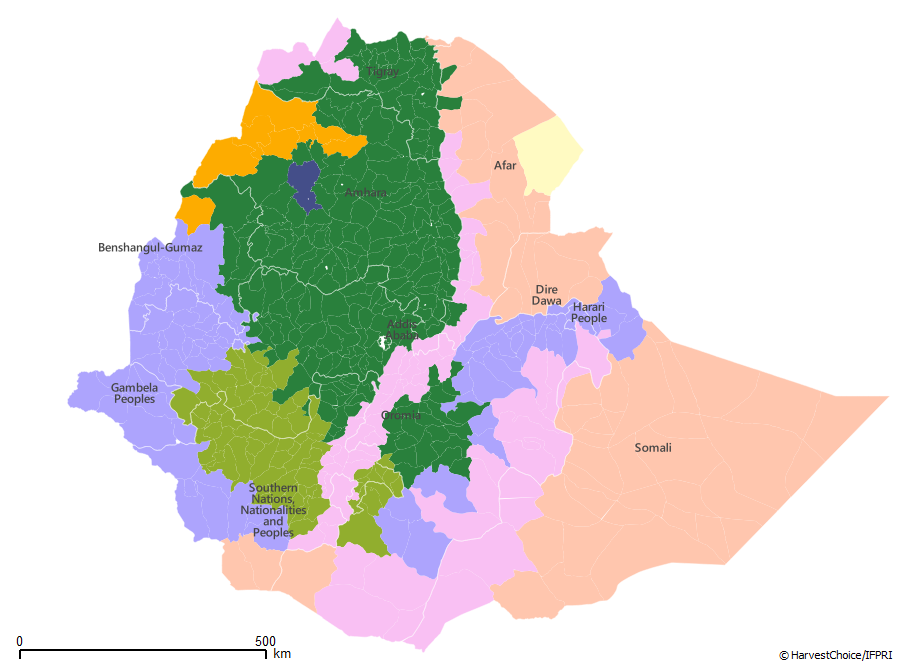 Tigray
Afar
Amhara
Benshangul-Gumaz
Dire
Dawa
Harari
People
Addis
Ababa
Gambela
Peoples
Oromia
Somali
Southern
Nations,
Nationalities
and
Peoples
0 500
km
© HarvestChoice/IFPRI